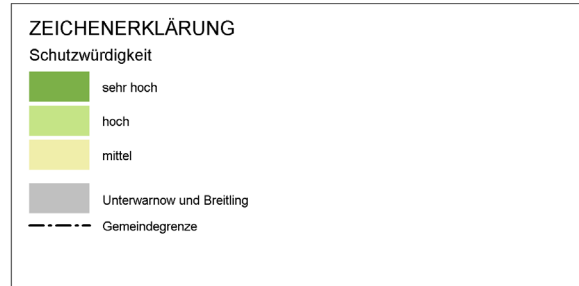 ZEICHENERKLÄRUNG
Schutzwürdigkeit
sehr hoch
hoch
mittel
Unterwarnow und Breitling
Gemeindegrenze